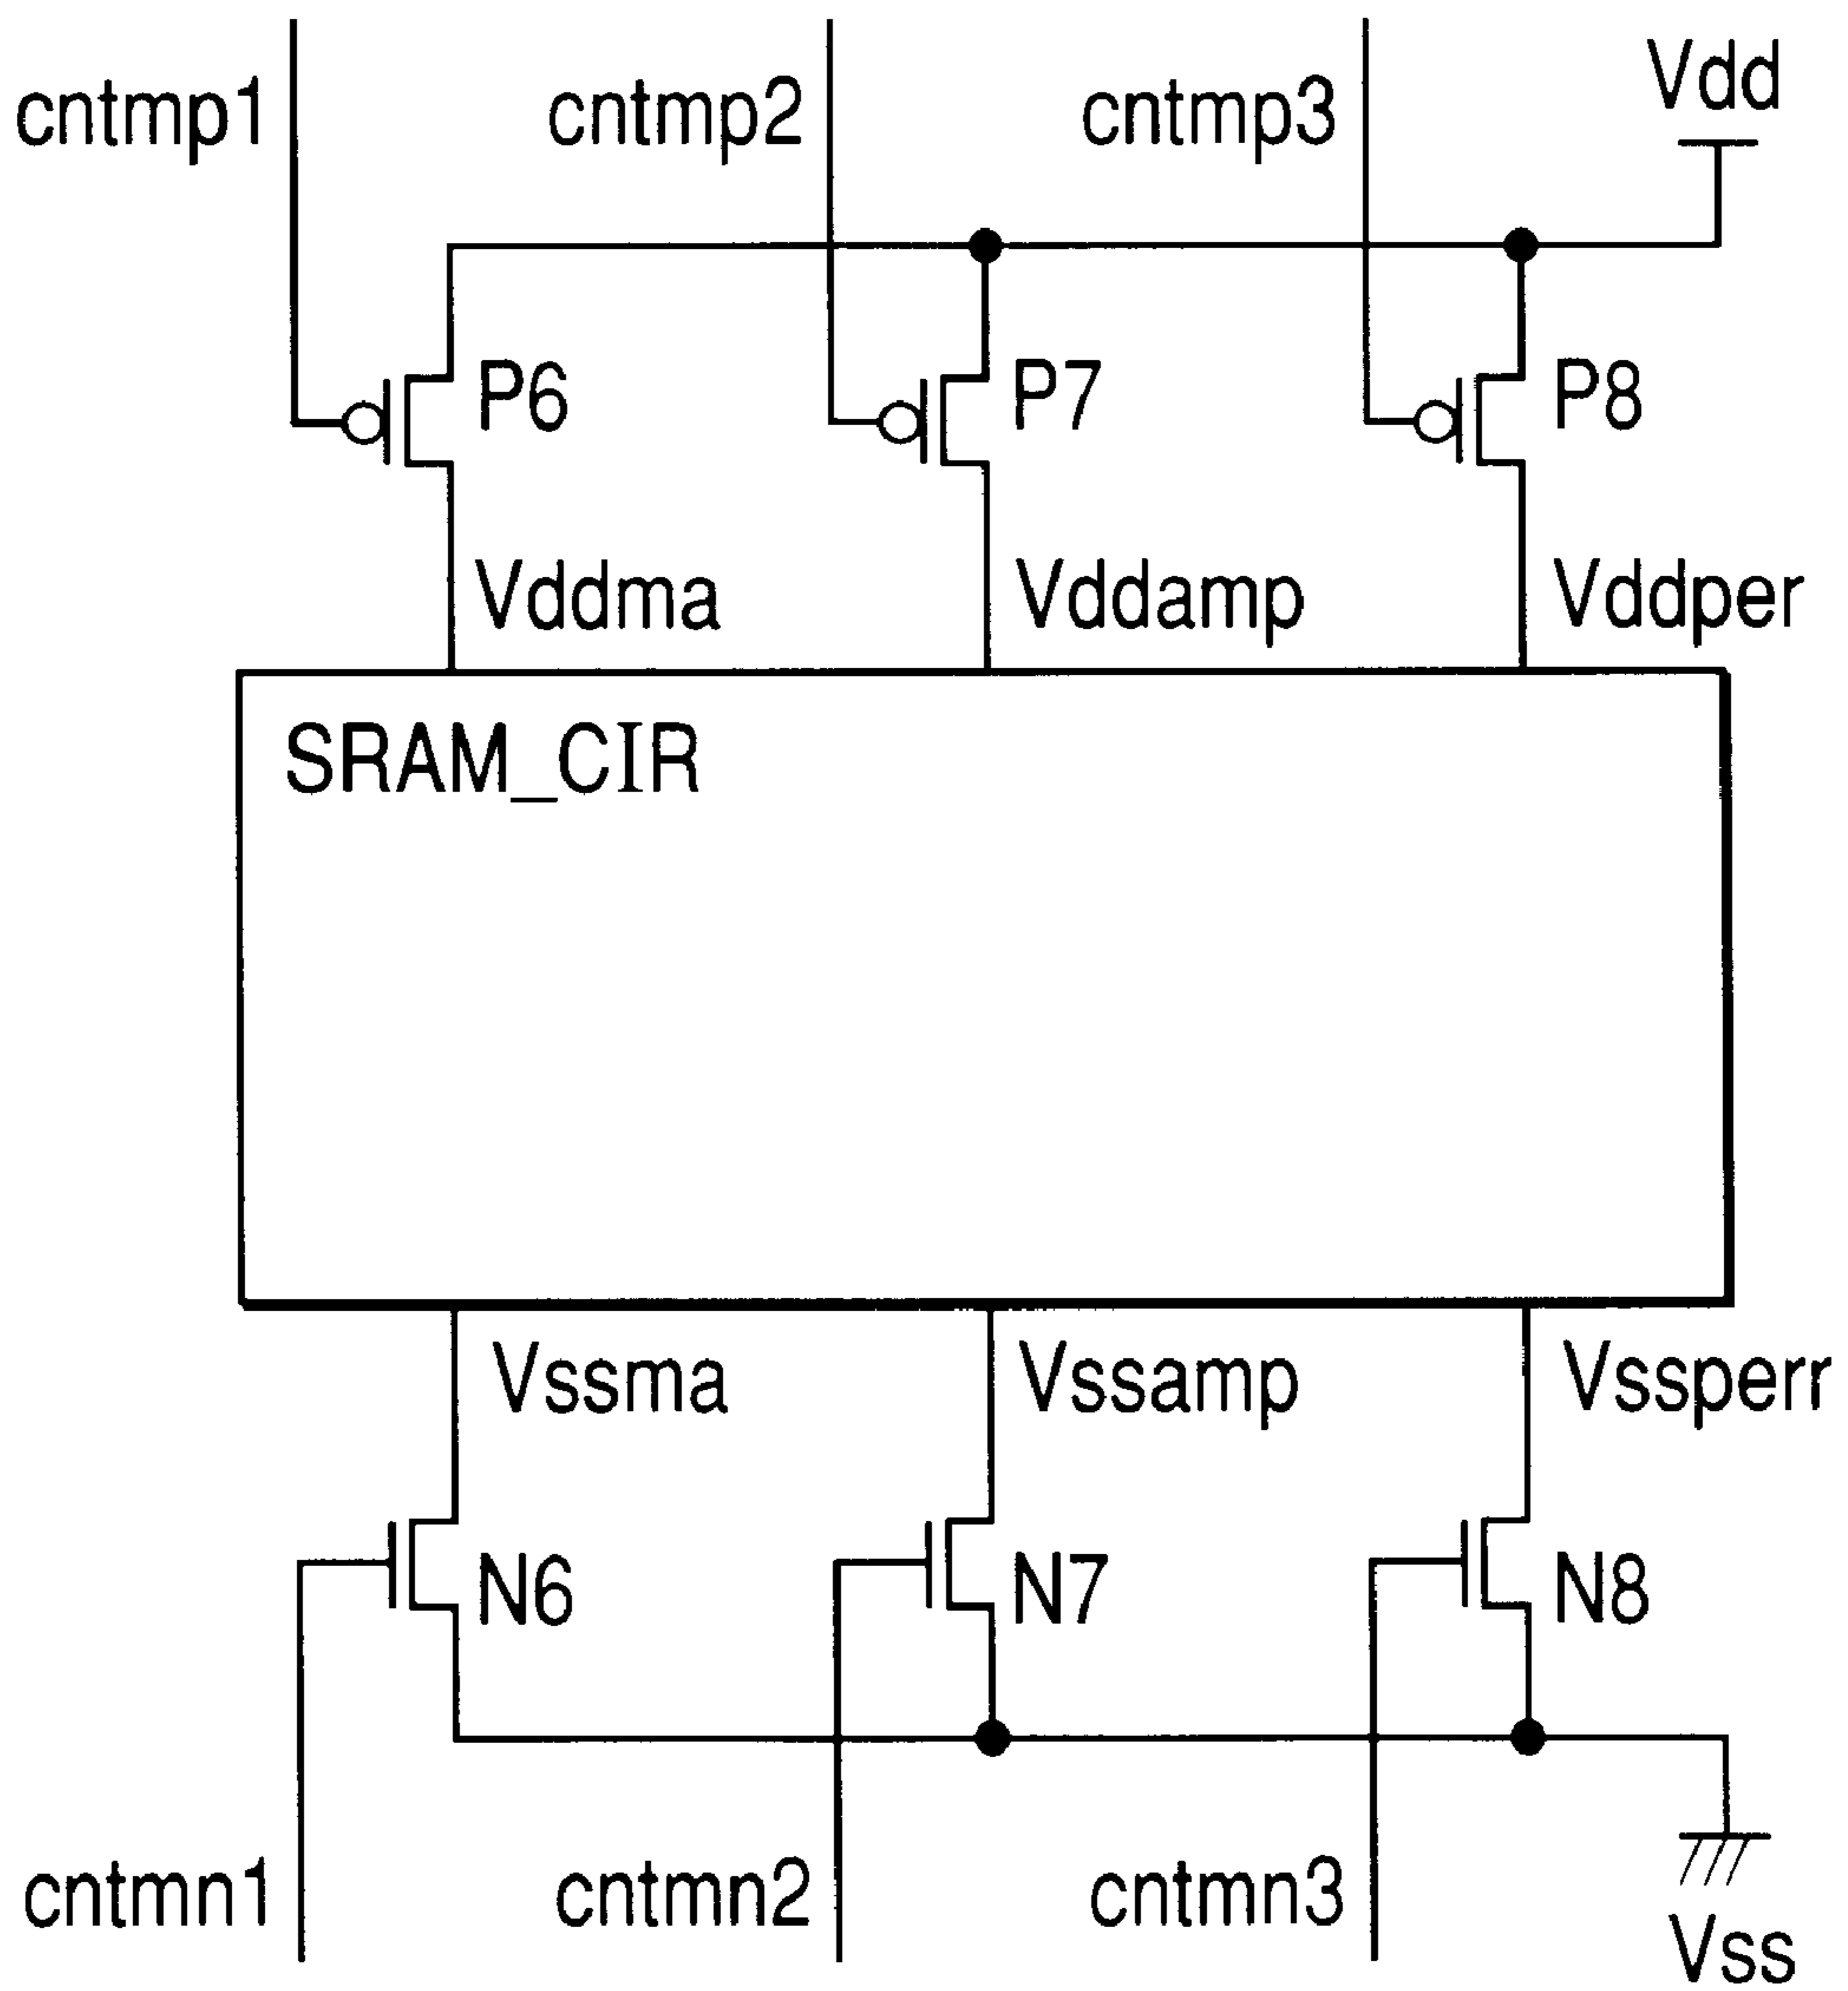 Vdd
cntmp1
cntmp2
cntmp3
P6
P7
P8
Vddma
Vddamp
Vddper
SRAM_CIR
Vssma
Vssamp
Vssperr
N6
N7
N8
cntmn1
cntmn2
cntmn3
Vss